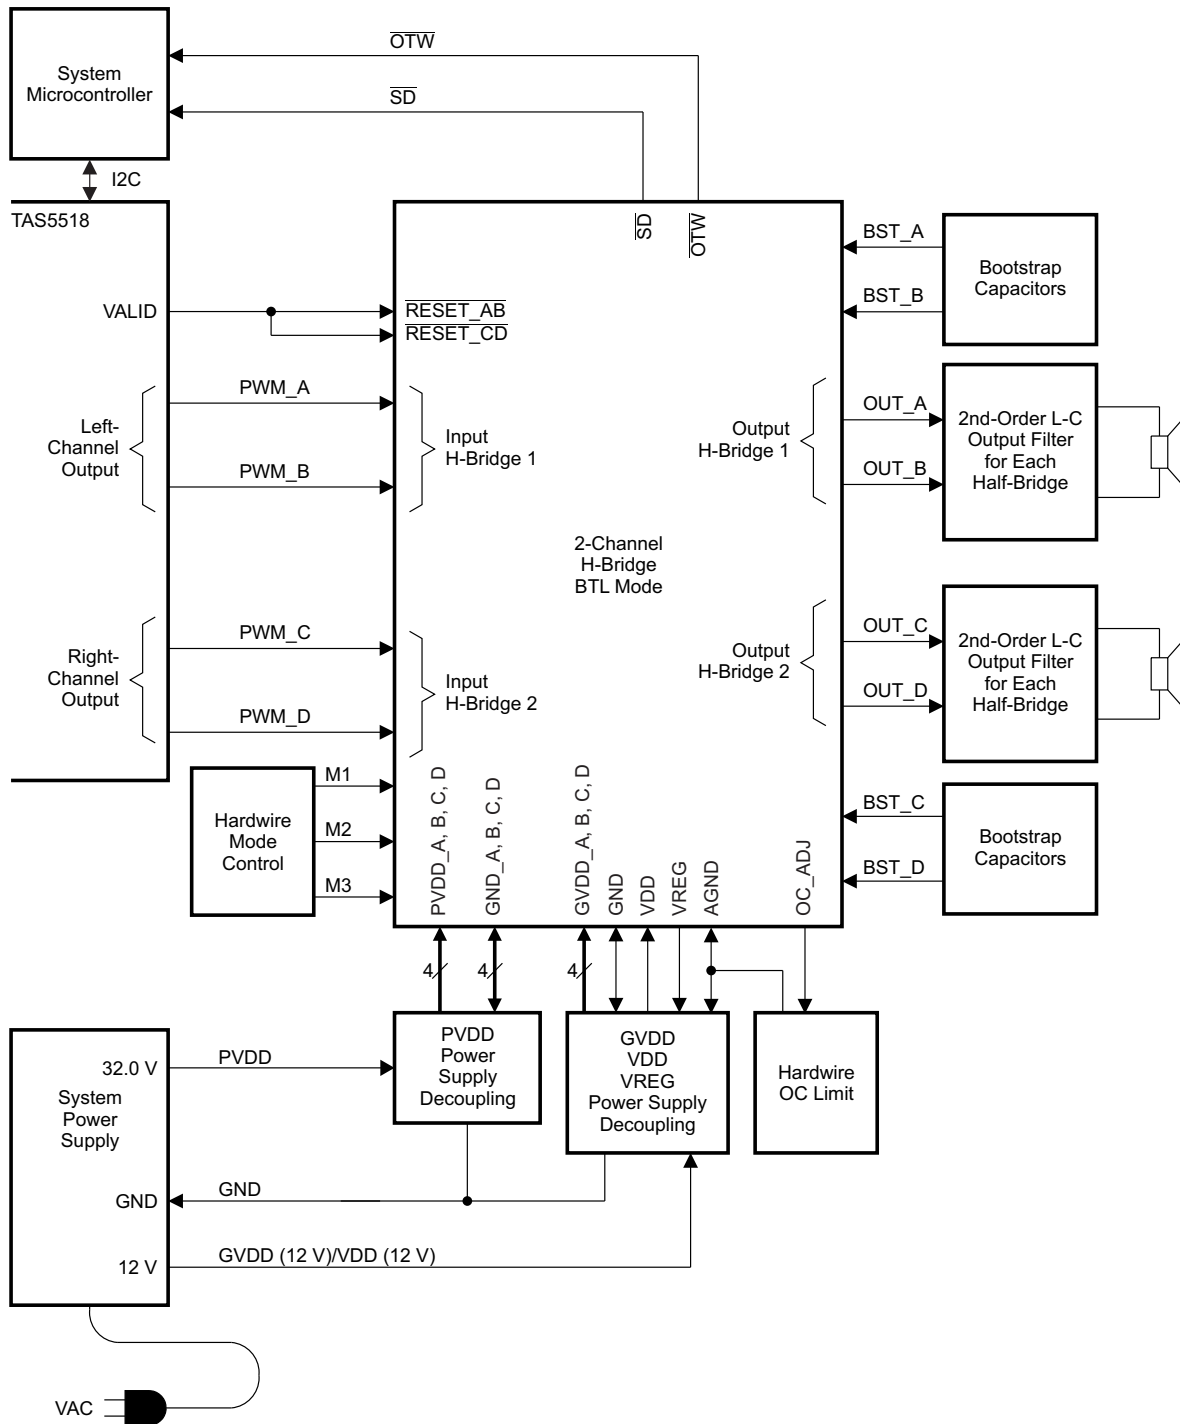 System
Microcontroller
OTW
SD
I2C
TAS5518
SD
OTW
VALID
RESET_AB
RESET_CD
BST_A
BST_B
Bootstrap
Capacitors
Left-
Channel
Output
PWM_A
PWM_B
Input
H-Bridge 1
Output
H-Bridge 1
OUT_A
OUT_B
2nd-Order L-C
Output Filter
for Each
Half-Bridge
2-Channel
H-Bridge
BTL Mode
Right-
Channel
Output
PWM_C
PWM_D
Input
H-Bridge 2
Output
H-Bridge 2
OUT_C
OUT_D
2nd-Order L-C
Output Filter
for Each
Half-Bridge
Hardwire
Mode
Control
M1
M2
M3
PVDD_A, B, C, D
GND_A, B, C, D
GVDD_A, B, C, D
GND
VDD
VREG
AGND
OC_ADJ
BST_C
BST_D
Bootstrap
Capacitors
4
4
4
PVDD
Power
Supply
Decoupling
GVDD
VDD
VREG
Power Supply
Decoupling
Hardwire
OC Limit
32.0 V
PVDD
System
Power
Supply
GND
GND
12 V
GVDD (12 V)/VDD (12 V)
VAC